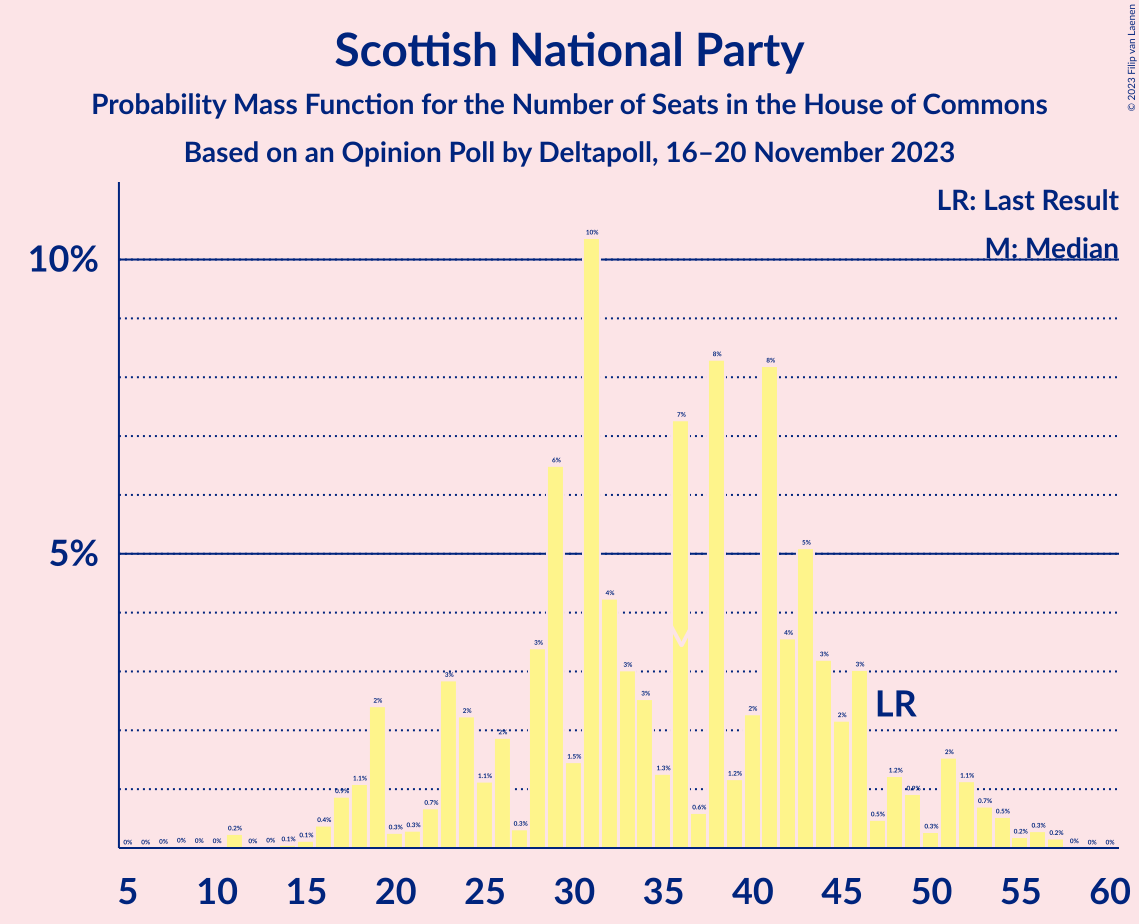 Scottish National Party
Probability Mass Function for the Number of Seats in the House of Commons
Based on an Opinion Poll by Deltapoll, 16–20 November 2023
© 2023 Filip van Laenen
LR: Last Result
M: Median
10%
5%
0% 0% 0% 0% 0% 0% 0.2% 0% 0% 0.1% 0.1% 0.4% 0.9% 1.1% 2% 0.3% 0.3% 0.7% 3% 2% 1.1% 2% 0.3% 3% 6% 1.5% 10% 4% 3% 3% 1.3% 7% 0.6% 8% 1.2% 2% 8% 4% 5% 3% 2% 3% 0.5% 1.2% 0.9% 0.3% 2% 1.1% 0.7% 0.5% 0.2% 0.3% 0.2% 0% 0% 0%
LR
5 10 15 20 25 30 35 40 45 50 55 60